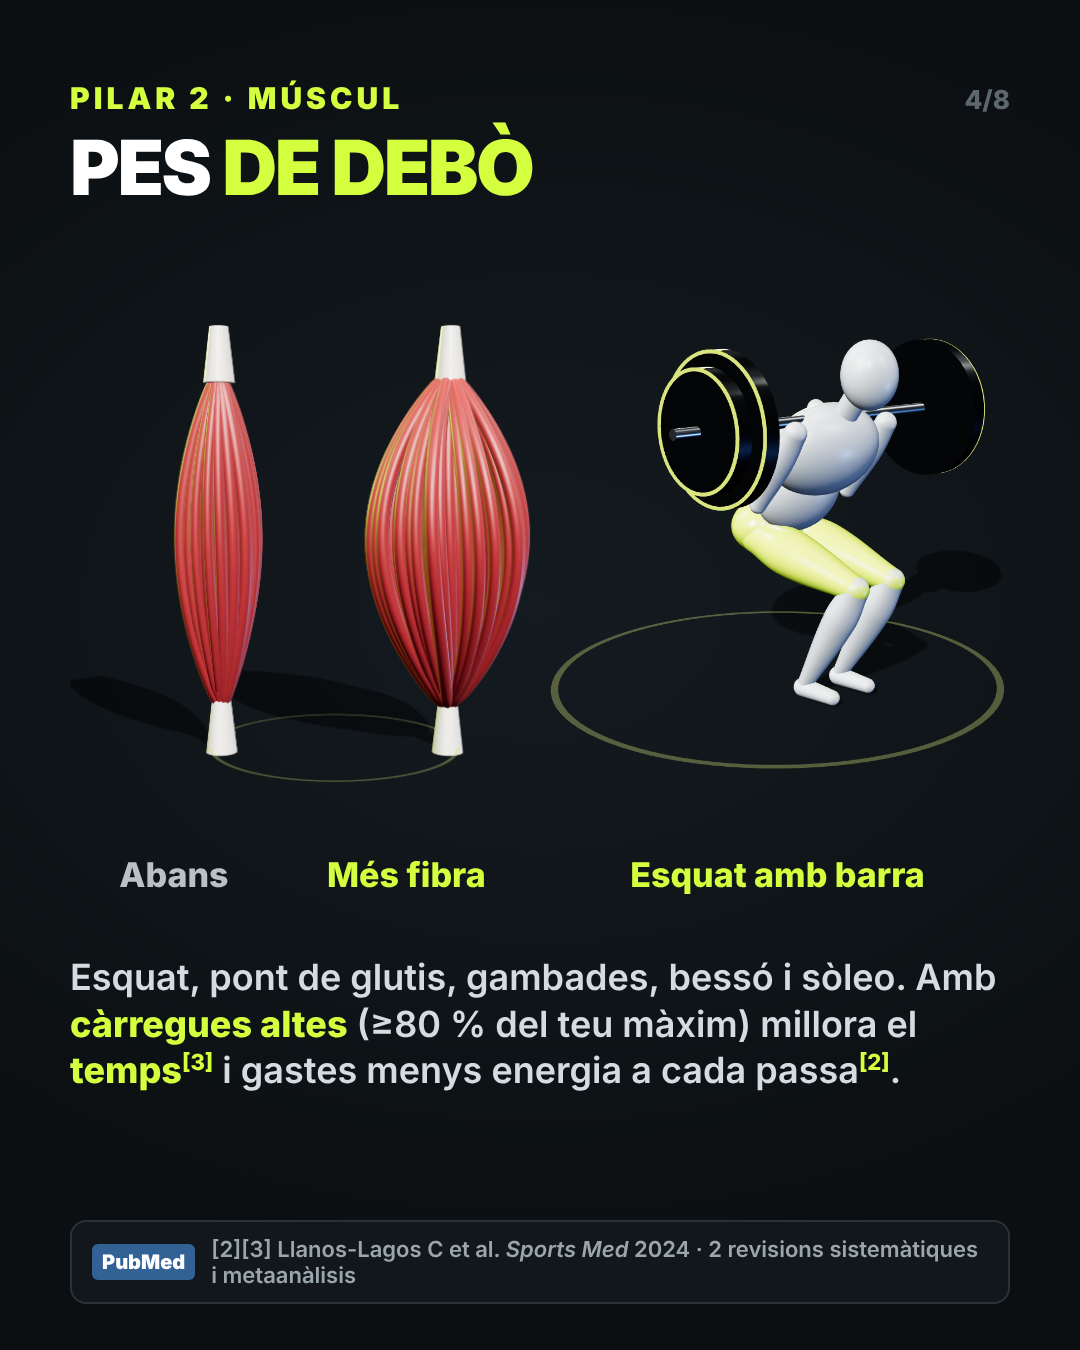 PILAR 2 · MÚSCUL
4/8
PES DE DEBÒ
Abans
Més fibra
Esquat amb barra
Esquat, pont de glutis, gambades, bessó i sòleo. Amb
càrregues altes (≥80 % del teu màxim) millora el
temps[3] i gastes menys energia a cada passa[2].
PubMed
[2][3] Llanos-Lagos C et al. Sports Med 2024 · 2 revisions sistemàtiques
i metaanàlisis